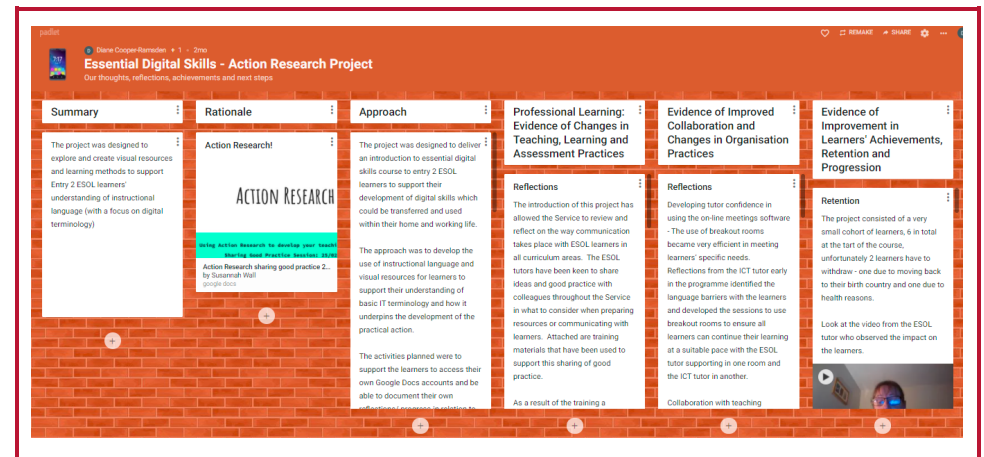 padlet
Diane Cooper-Ramsden + 1 • 2mo
Essential Digital Skills - Action Research Project
Our thoughts, reflections, achievements and next steps
REMAKE
SHARE
Summary
The project was designed to
explore and create visual resources
and learning methods to support
Entry 2 ESOL learners'
understanding of instructional
language (with a focus on digital
terminology)
Rationale
Action Research!
ACTION RESEARCH
Using Action Research to develop your teachi
Sharing Good Practice Session: 23/03
Action Research sharing good practice 2...
by Susannah Wall
google docs
Approach
The project was designed to deliver
an introduction to essential digital
skills course to entry 2 ESOL
learners to support their
development of digital skills which
could be transferred and used
within their home and working life.
The approach was to develop the
use of instructional language and
visual resources for learners to
support their understanding of
basic IT terminology and how it
underpins the development of the
practical action.
The activities planned were to
support the learners to access their
own Google Docs accounts and be
able to document their own
reflections/ progress in relation to
Professional Learning:
Evidence of Changes in
Teaching, Learning and
Assessment Practices
Reflections
The introduction of this project has
allowed the Service to review and
reflect on the way communication
takes place with ESOL learners in
all curriculum areas. The ESOL
tutors have been keen to share
ideas and good practice with
colleagues throughout the Service
in what to consider when preparing
resources or communicating with
learners. Attached are training
materials that have been used to
support this sharing of good
practice.
As a result of the training a
Evidence of Improved
Collaboration and
Changes in Organisation
Practices
Reflections
Developing tutor confidence in
using the on-line meetings software
- The use of breakout rooms
became very efficient in meeting
learners' specific needs.
Reflections from the ICT tutor early
in the programme identified the
language barriers with the learners
and developed the sessions to use
breakout rooms to ensure all
learners can continue their learning
at a suitable pace with the ESOL
tutor supporting in one room and
the ICT tutor in another.
Collaboration with teaching
Evidence of
Improvement in
Learners' Achievements,
Retention and
Progression
Retention
The project consisted of a very
small cohort of learners, 6 in total
at the tart of the course,
unfortunately 2 learners have to
withdraw - one due to moving back
to their birth country and one due to
health reasons.
Look at the video from the ESOL
tutor who observed the impact on
the learners.